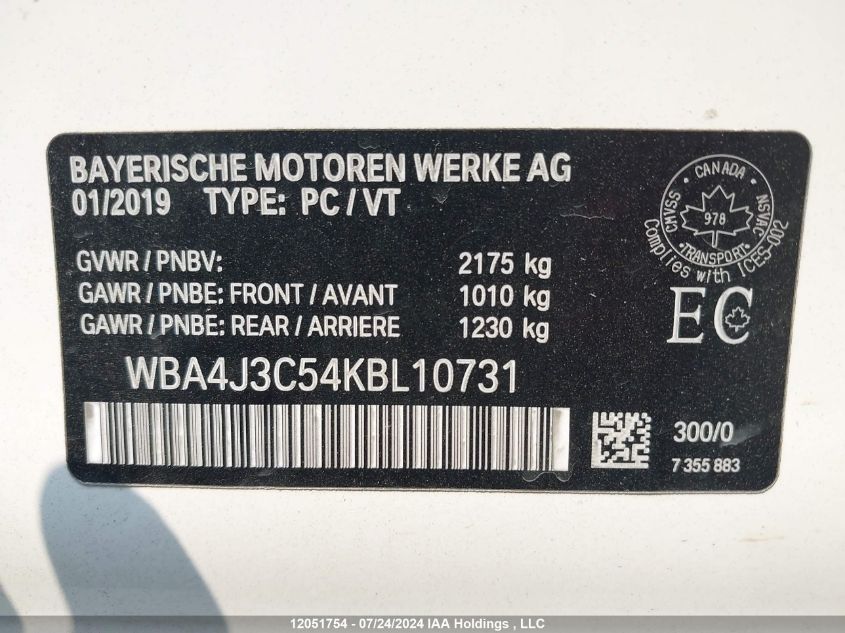 BAYERISCHE MOTOREN WERKE AG
01/2019 TYPE: PC / VT
GVWR / PNBV: 2175 kg
GAWR / PNBE: FRONT / AVANT 1010 kg
GAWR / PNBE: REAR / ARRIERE 1230 kg
WBA4J3C54KBL10731
CMVSS • CANADA • NSVAC
978
• TRANSPORT •
Complies with ICES-002
EC
300/0
7 355 883
12051754 - 07/24/2024 IAA Holdings , LLC